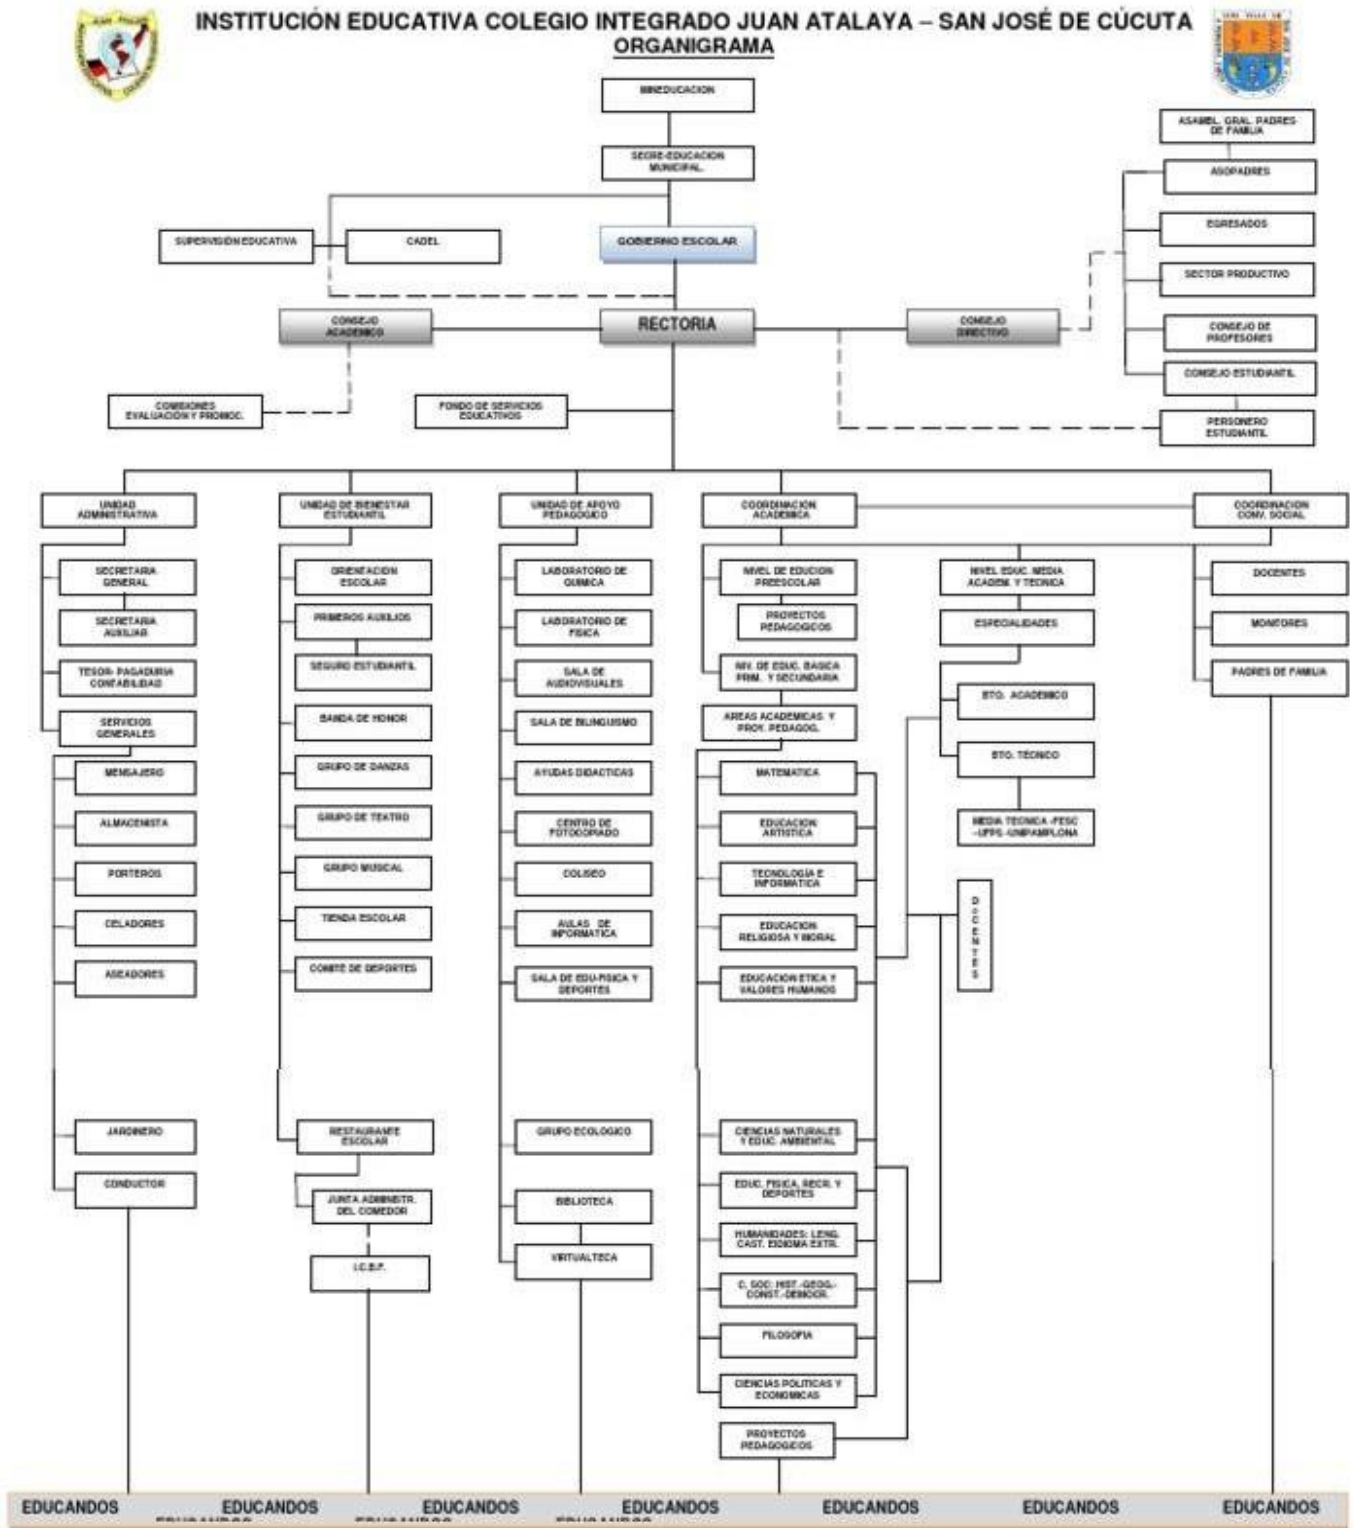 INSTITUCIÓN EDUCATIVA COLEGIO INTEGRADO JUAN ATALAYA – SAN JOSÉ DE CÚCUTA
ORGANIGRAMA
MINEDUCACION
SECRE-EDUCACION
MUNICIPAL.
ASAMBL. GRAL. PADRES
DE FAMILIA
ASOPADRES
EGRESADOS
SECTOR PRODUCTIVO
CONSEJO DE
PROFESORES
CONSEJO ESTUDIANTIL
PERSONERO
ESTUDIANTIL
SUPERVISIÓN EDUCATIVA
CADEL
GOBIERNO ESCOLAR
CONSEJO
ACADEMICO
RECTORIA
CONSEJO
DIRECTIVO
COMISIONES
EVALUACION Y PROMOC.
FONDO DE SERVICIOS
EDUCATIVOS
UNIDAD
ADMINISTRATIVA
SECRETARIA
GENERAL
SECRETARIA
AUXILIAR
TESOR- PAGADURIA
CONTABILIDAD
SERVICIOS
GENERALES
MENSAJERO
ALMACENISTA
PORTEROS
CELADORES
ASEADORES
JARDINERO
CONDUCTOR
UNIDAD DE BIENESTAR
ESTUDIANTIL
ORIENTACION
ESCOLAR
PRIMEROS AUXILIOS
SEGURO ESTUDIANTIL
BANDA DE HONOR
GRUPO DE DANZAS
GRUPO DE TEATRO
GRUPO MUSICAL
TIENDA ESCOLAR
COMITE DE DEPORTES
RESTAURANTE
ESCOLAR
JUNTA ADMINISTR.
DEL COMEDOR
I.C.B.F.
UNIDAD DE APOYO
PEDAGOGICO
LABORATORIO DE
QUIMICA
LABORATORIO DE
FISICA
SALA DE
AUDIOVISUALES
SALA DE BILINGUISMO
AYUDAS DIDACTICAS
CENTRO DE
FOTOCOPIADO
COLISEO
AULAS DE
INFORMATICA
SALA DE EDU-FISICA Y
DEPORTES
GRUPO ECOLOGICO
BIBLIOTECA
VIRTUALTECA
COORDINACION
ACADEMICA
NIVEL DE EDUCION
PREESCOLAR
PROYECTOS
PEDAGOGICOS
NIV. DE EDUC. BASICA
PRIM. Y SECUNDARIA
AREAS ACADEMICAS Y
PROY. PEDAGOG.
MATEMATICA
EDUCACION
ARTISTICA
TECNOLOGÍA E
INFORMATICA
EDUCACION
RELIGIOSA Y MORAL
EDUCACION ETICA Y
VALORES HUMANOS
CIENCIAS NATURALES
Y EDUC. AMBIENTAL
EDUC. FISICA, RECR. Y
DEPORTES
HUMANIDADES: LENG.
CAST. EIDIOMA EXTR.
C. SOC: HIST.-GEOG.-
CONST.-DEMOCR.
FILOSOFIA
CIENCIAS POLITICAS Y
ECONOMICAS
PROYECTOS
PEDAGOGICOS
NIVEL EDUC. MEDIA
ACADEM. Y TECNICA
ESPECIALIDADES
BTO. ACADEMICO
BTO. TÉCNICO
MEDIA TECNICA -FESC
-UFPS -UNIPAMPLONA
DoCENTES
COORDINACION
CONV. SOCIAL
DOCENTES
MONITORES
PADRES DE FAMILIA
EDUCANDOS EDUCANDOS EDUCANDOS EDUCANDOS EDUCANDOS EDUCANDOS EDUCANDOS
EDUCANDOS EDUCANDOS EDUCANDOS